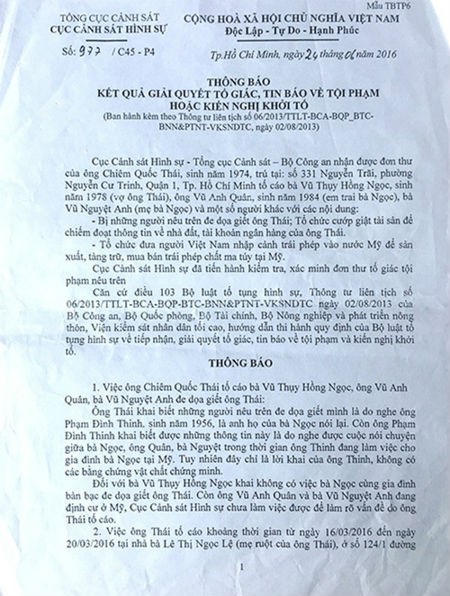 Mẫu TBTP6
TỔNG CỤC CẢNH SÁT
CỤC CẢNH SÁT HÌNH SỰ
Số: 977 / C45 - P4
CỘNG HOÀ XÃ HỘI CHỦ NGHĨA VIỆT NAM
Độc Lập - Tự Do - Hạnh Phúc
Tp.Hồ Chí Minh, ngày 24 tháng 06 năm 2016
THÔNG BÁO
KẾT QUẢ GIẢI QUYẾT TỐ GIÁC, TIN BÁO VỀ TỘI PHẠM
HOẶC KIẾN NGHỊ KHỞI TỐ
(Ban hành kèm theo Thông tư liên tịch số 06/2013/TTLT-BCA-BQP_BTC-
BNN&PTNT-VKSNDTC, ngày 02/08/2013)
Cục Cảnh sát Hình sự - Tổng cục Cảnh sát – Bộ Công an nhận được đơn thư
của ông Chiêm Quốc Thái, sinh năm 1974, trú tại: số 331 Nguyễn Trãi, phường
Nguyễn Cư Trinh, Quận 1, Tp. Hồ Chí Minh tố cáo bà Vũ Thụy Hồng Ngọc, sinh
năm 1978 (vợ ông Thái), ông Vũ Anh Quân, sinh năm 1984 (em trai bà Ngọc), bà
Vũ Nguyệt Anh (mẹ bà Ngọc) và một số người khác với các nội dung:
- Bị những người nêu trên đe dọa giết ông Thái; Tổ chức cướp giật tài sản để
chiếm đoạt thông tin về nhà đất, tài khoản ngân hàng của ông Thái.
- Tổ chức đưa người Việt Nam nhập cảnh trái phép vào nước Mỹ để sản
xuất, tàng trữ, mua bán trái phép chất ma túy tại Mỹ.
Cục Cảnh sát Hình sự đã tiến hành kiểm tra, xác minh đơn thư tố giác tội
phạm nêu trên
Căn cứ điều 103 Bộ luật tố tụng hình sự, Thông tư liên tịch số
06/2013/TTLT-BCA-BQP-BTC-BNN&PTNT-VKSNDTC ngày 02/08/2013 của
Bộ Công an, Bộ Quốc phòng, Bộ Tài chính, Bộ Nông nghiệp và phát triển nông
thôn, Viện kiểm sát nhân dân tối cao, hướng dẫn thi hành quy định của Bộ luật tố
tụng hình sự về tiếp nhận, giải quyết tố giác, tin báo về tội phạm và kiến nghị khởi
tố.
THÔNG BÁO
1. Việc ông Chiêm Quốc Thái tố cáo bà Vũ Thụy Hồng Ngọc, ông Vũ Anh
Quân, bà Vũ Nguyệt Anh đe dọa giết ông Thái:
Ông Thái khai biết những người nêu trên đe dọa giết mình là do nghe ông
Phạm Đình Thinh, sinh năm 1956, là anh họ của bà Ngọc nói lại. Còn ông Phạm
Đình Thinh khai biết được những thông tin này là do nghe được cuộc nói chuyện
giữa bà Ngọc, ông Quân, bà Nguyệt trong thời gian ông Thinh đang làm việc cho
gia đình bà Ngọc tại Mỹ. Tuy nhiên đây chỉ là lời khai của ông Thinh, không có
các bằng chứng vật chất chứng minh.
Đối với bà Vũ Thụy Hồng Ngọc khai không có việc bà Ngọc cùng gia đình
bàn bạc đe dọa giết ông Thái. Còn ông Vũ Anh Quân và bà Vũ Nguyệt Anh đang
định cư ở Mỹ, Cục Cảnh sát Hình sự chưa làm việc được để làm rõ vấn đề do ông
Thái tố cáo.
2. Việc ông Thái tố cáo khoảng thời gian từ ngày 16/03/2016 đến ngày
20/03/2016 tại nhà bà Lê Thị Ngọc Lệ (mẹ ruột của ông Thái), ở số 124/1 đường
1